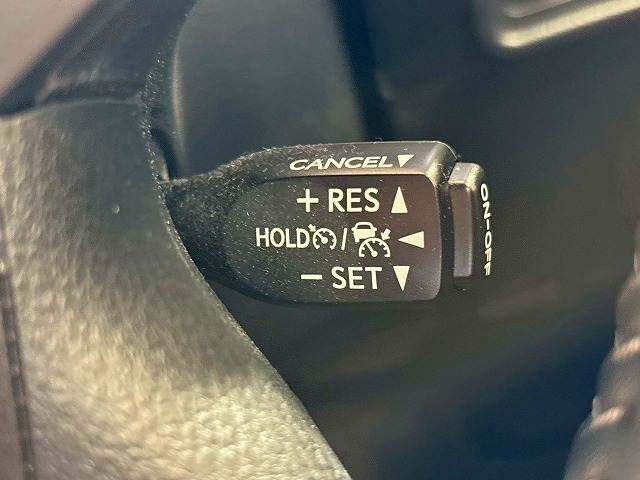 CANCEL▼
+ RES ▲
HOLD / ◀
− SET ▼
ON-OFF